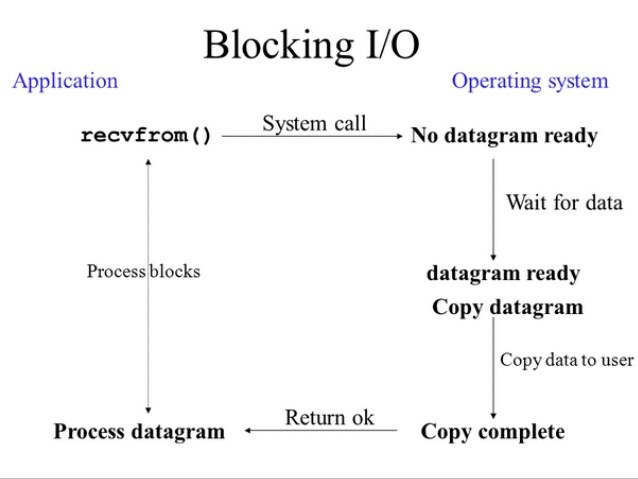 Blocking I/O
Application
Operating system
recvfrom()
System call
No datagram ready
Wait for data
Process blocks
datagram ready
Copy datagram
Copy data to user
Process datagram
Return ok
Copy complete